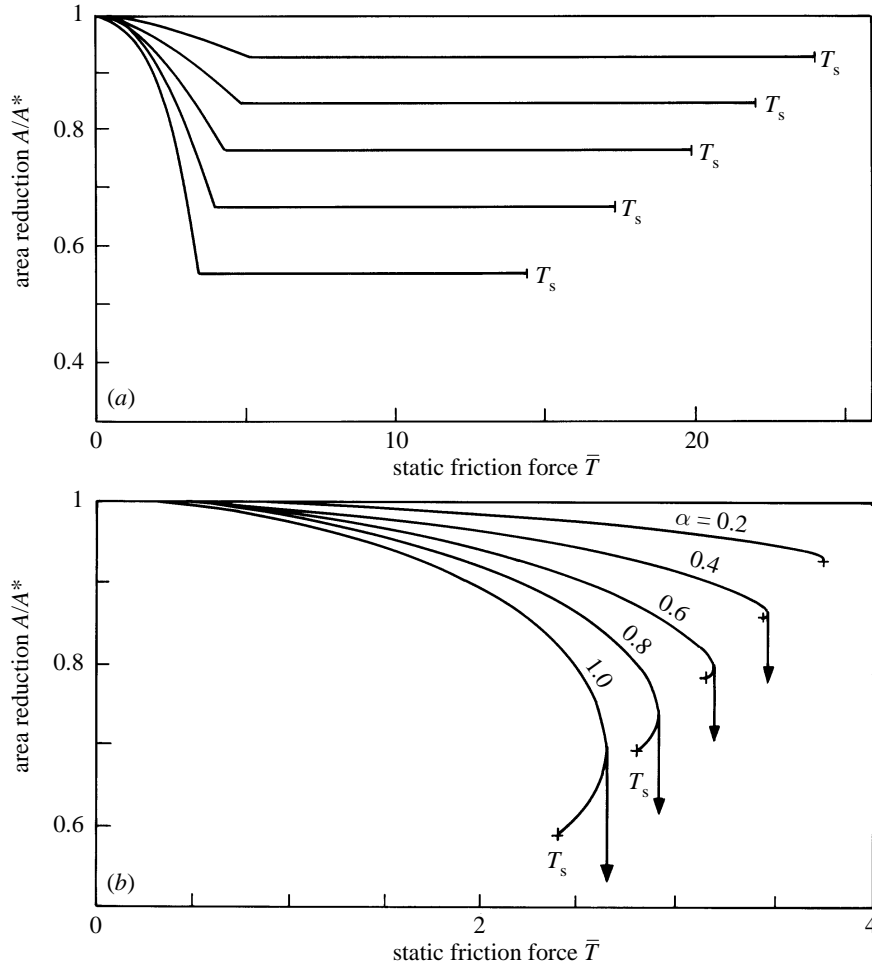 1
0.8
0.6
0.4
area reduction A/A*
T_s
T_s
T_s
T_s
T_s
(a)
0
10
20
static friction force T̄
1
0.8
0.6
area reduction A/A*
α = 0.2
0.4
0.6
0.8
1.0
T_s
T_s
(b)
0
2
4
static friction force T̄